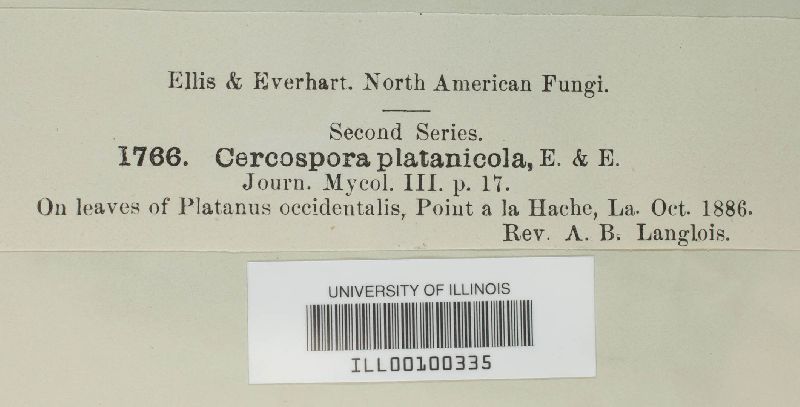 Ellis & Everhart. North American Fungi.
Second Series.
1766. Cercospora platanicola, E. & E.
Journ. Mycol. III. p. 17.
On leaves of Platanus occidentalis, Point a la Hache, La. Oct. 1886.
Rev. A. B. Langlois.
UNIVERSITY OF ILLINOIS
ILL00100335